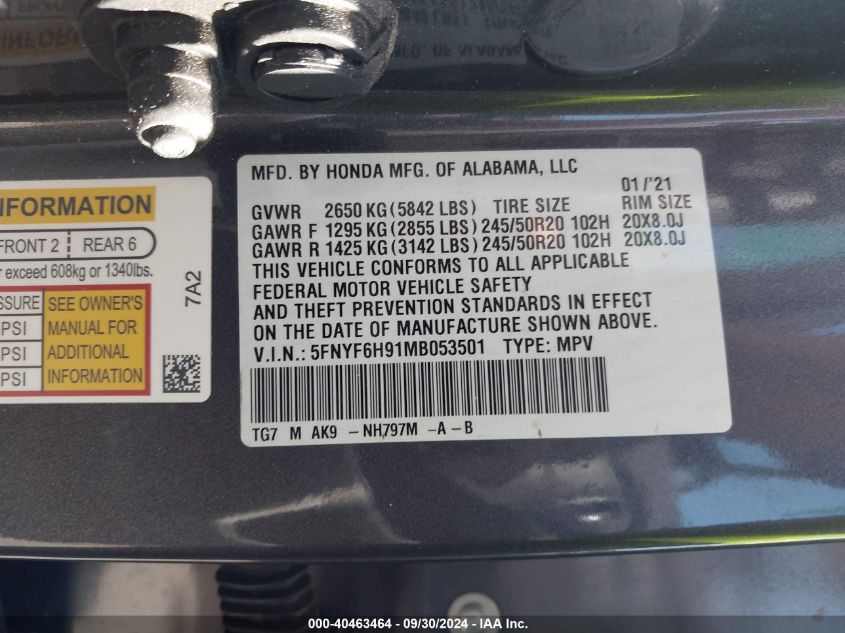 MFD. BY HONDA MFG. OF ALABAMA, LLC
01/'21
GVWR 2650 KG (5842 LBS) TIRE SIZE RIM SIZE
GAWR F 1295 KG (2855 LBS) 245/50R20 102H 20X8.0J
GAWR R 1425 KG (3142 LBS) 245/50R20 102H 20X8.0J
THIS VEHICLE CONFORMS TO ALL APPLICABLE
FEDERAL MOTOR VEHICLE SAFETY
AND THEFT PREVENTION STANDARDS IN EFFECT
ON THE DATE OF MANUFACTURE SHOWN ABOVE.
V.I.N.: 5FNYF6H91MB053501 TYPE: MPV
TG7 M AK9 -NH797M -A-B
INFORMATION
FRONT 2 REAR 6
exceed 608kg or 1340lbs.
SEE OWNER'S
PSI MANUAL FOR
PSI ADDITIONAL
PSI INFORMATION
7A2
000-40463464 - 09/30/2024 - IAA Inc.